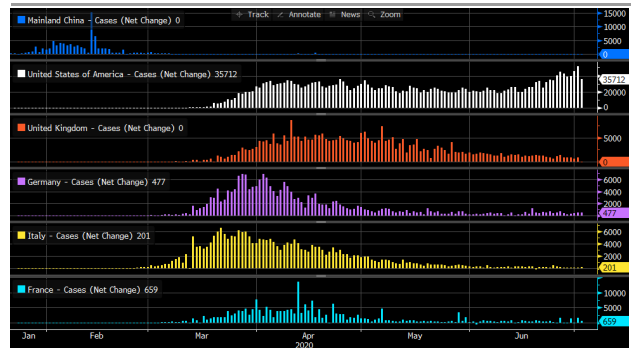 Track Annotate News Zoom
Mainland China - Cases (Net Change) 0
15000
10000
5000
0
United States of America - Cases (Net Change) 35712
35712
20000
0
United Kingdom - Cases (Net Change) 0
5000
0
Germany - Cases (Net Change) 477
6000
4000
2000
477
Italy - Cases (Net Change) 201
6000
4000
2000
201
France - Cases (Net Change) 659
10000
5000
659
Jan Feb Mar Apr May Jun
2020